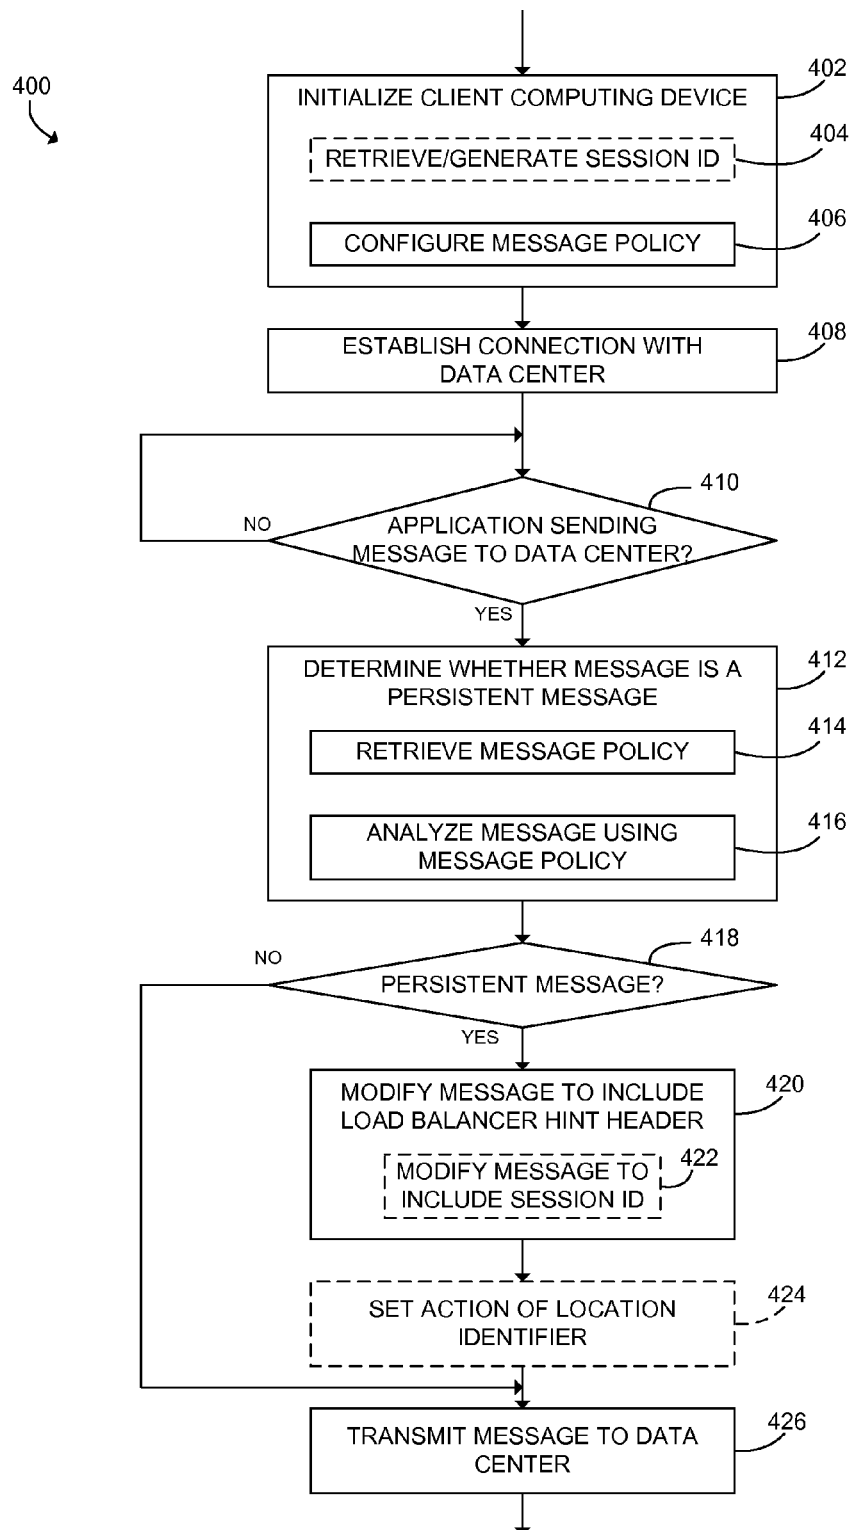 400
402
INITIALIZE CLIENT COMPUTING DEVICE
404
RETRIEVE/GENERATE SESSION ID
406
CONFIGURE MESSAGE POLICY
408
ESTABLISH CONNECTION WITH
DATA CENTER
410
NO
APPLICATION SENDING
MESSAGE TO DATA CENTER?
YES
412
DETERMINE WHETHER MESSAGE IS A
PERSISTENT MESSAGE
414
RETRIEVE MESSAGE POLICY
416
ANALYZE MESSAGE USING
MESSAGE POLICY
418
NO
PERSISTENT MESSAGE?
YES
420
MODIFY MESSAGE TO INCLUDE
LOAD BALANCER HINT HEADER
422
MODIFY MESSAGE TO
INCLUDE SESSION ID
424
SET ACTION OF LOCATION
IDENTIFIER
426
TRANSMIT MESSAGE TO DATA
CENTER